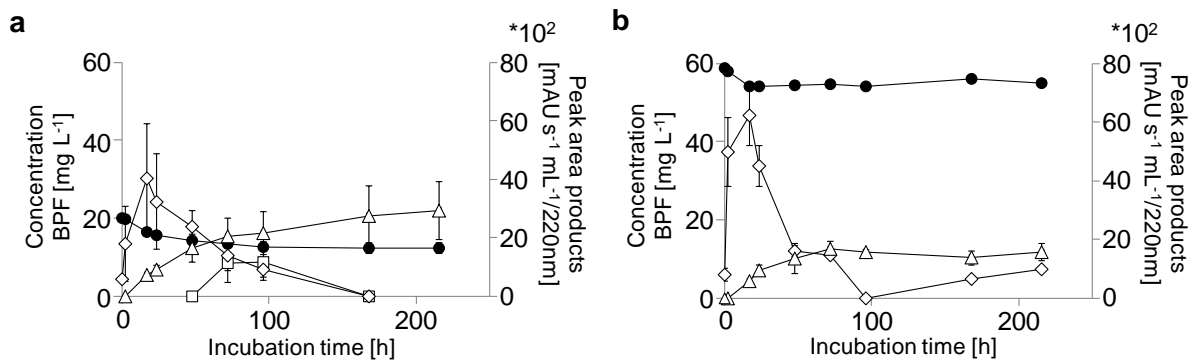 a
*10²
60
40
20
0
Concentration
BPF [mg L⁻¹]
80
60
40
20
0
Peak area products
[mAU s⁻¹ mL⁻¹/220nm]
0
100
200
Incubation time [h]
b
*10²
60
40
20
0
Concentration
BPF [mg L⁻¹]
80
60
40
20
0
Peak area products
[mAU s⁻¹ mL⁻¹/220nm]
0
100
200
Incubation time [h]